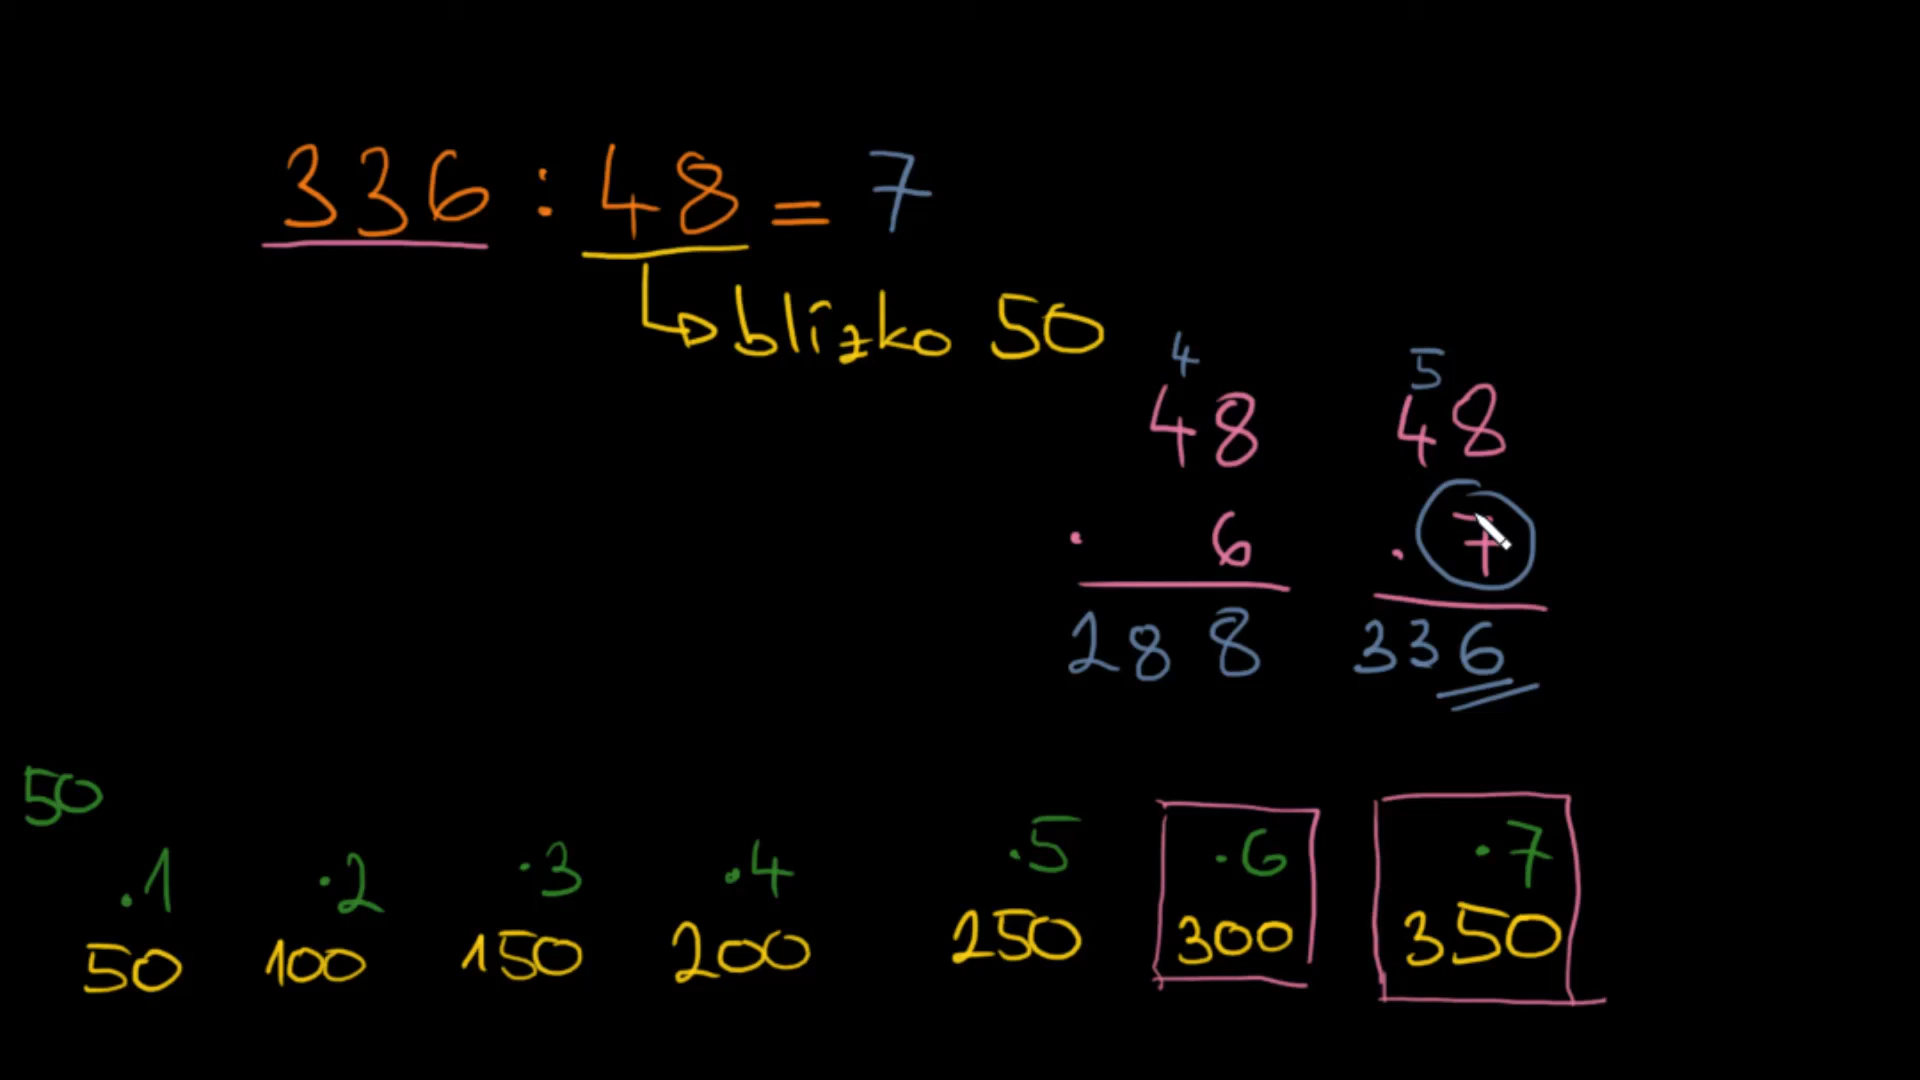 336 : 48 = 7
blízko 50
4 5
48 48
. 6 . 7
288 336
50
.1 .2 .3 .4 .5 .6 .7
50 100 150 200 250 300 350